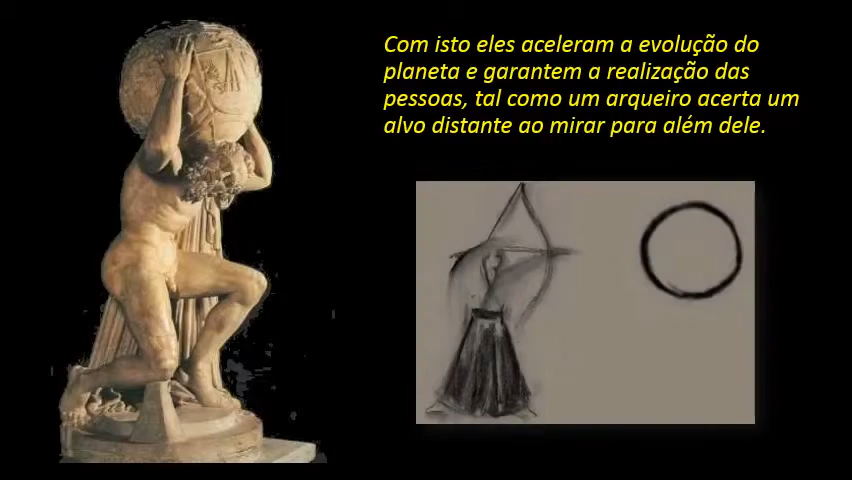 Com isto eles aceleram a evolução do
planeta e garantem a realização das
pessoas, tal como um arqueiro acerta um
alvo distante ao mirar para além dele.